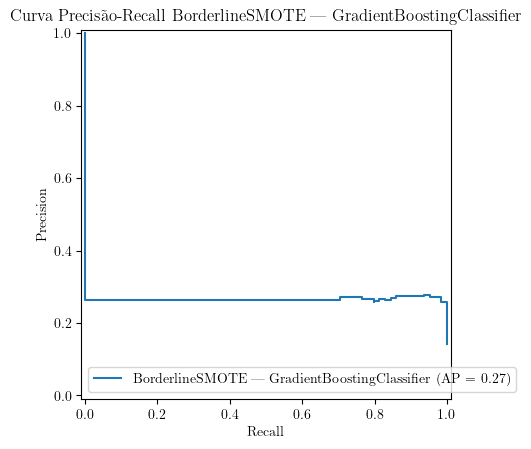 Curva Precisão-Recall BorderlineSMOTE — GradientBoostingClassifier
1.0
0.8
0.6
0.4
0.2
0.0
Precision
BorderlineSMOTE — GradientBoostingClassifier (AP = 0.27)
0.0 0.2 0.4 0.6 0.8 1.0
Recall